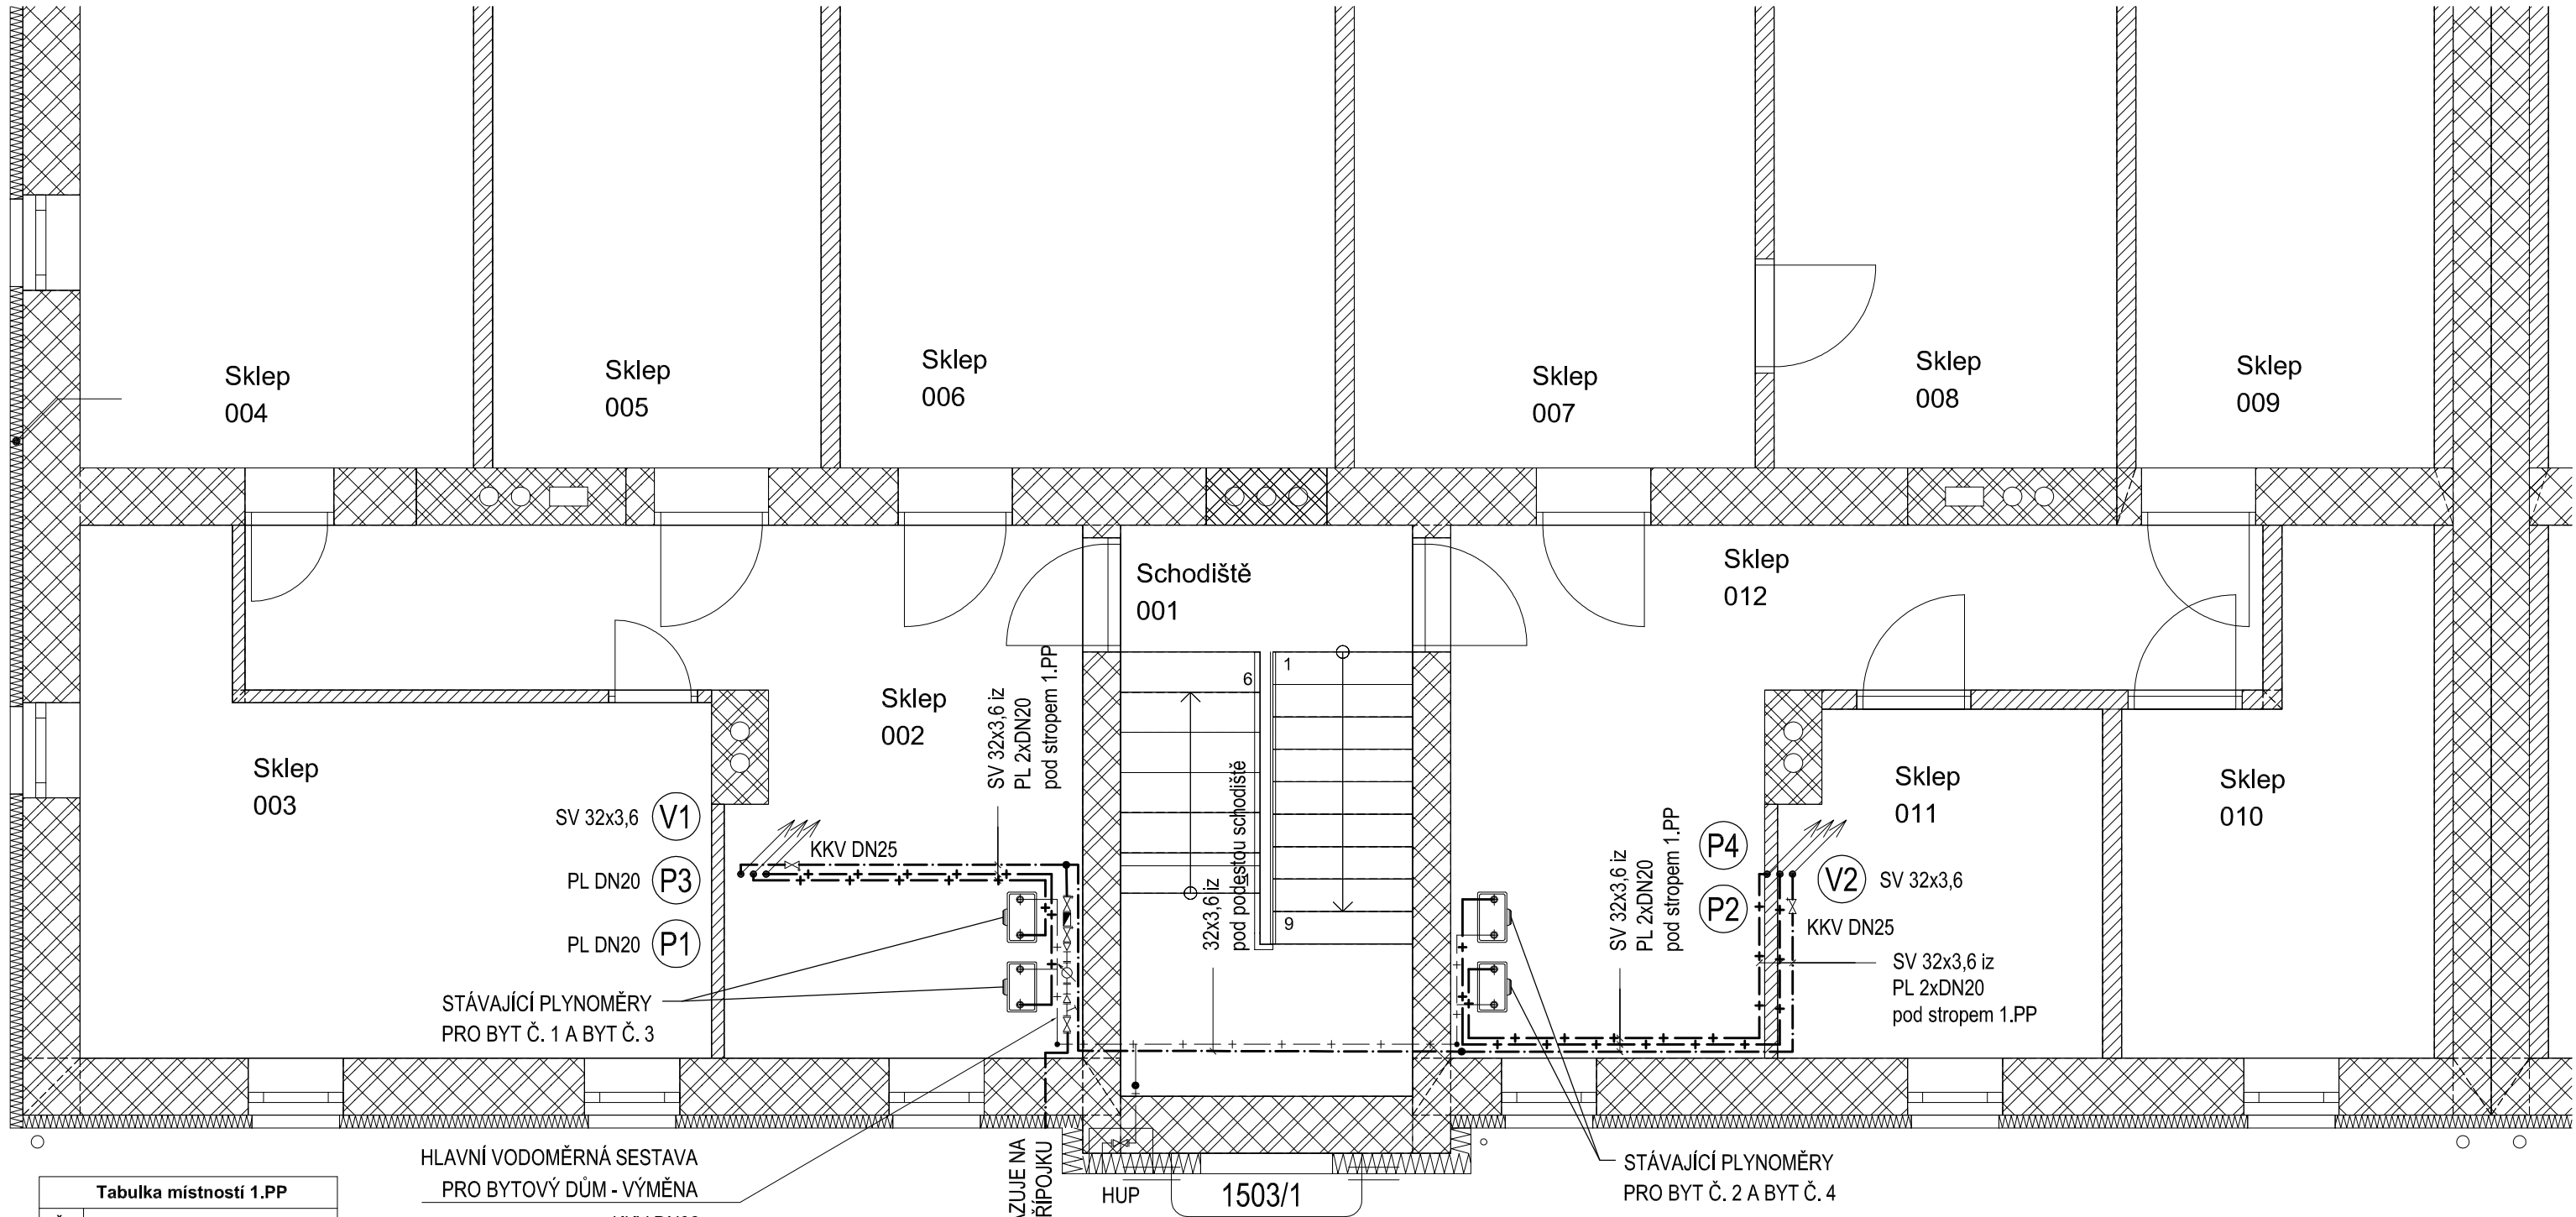 Sklep
004
Sklep
005
Sklep
006
Sklep
007
Sklep
008
Sklep
009
Schodiště
001
Sklep
012
Sklep
002
Sklep
003
Sklep
011
Sklep
010
6
1
9
SV 32x3,6 iz
PL 2xDN20
pod stropem 1.PP
SV 32x3,6
V1
KKV DN25
PL DN20
P3
PL DN20
P1
STÁVAJÍCÍ PLYNOMĚRY
PRO BYT Č. 1 A BYT Č. 3
32x3,6 iz
pod podestou schodiště
SV 32x3,6 iz
PL 2xDN20
pod stropem 1.PP
P4
P2
V2
SV 32x3,6
KKV DN25
SV 32x3,6 iz
PL 2xDN20
pod stropem 1.PP
HLAVNÍ VODOMĚRNÁ SESTAVA
PRO BYTOVÝ DŮM - VÝMĚNA
HUP
1503/1
STÁVAJÍCÍ PLYNOMĚRY
PRO BYT Č. 2 A BYT Č. 4
Tabulka místností 1.PP